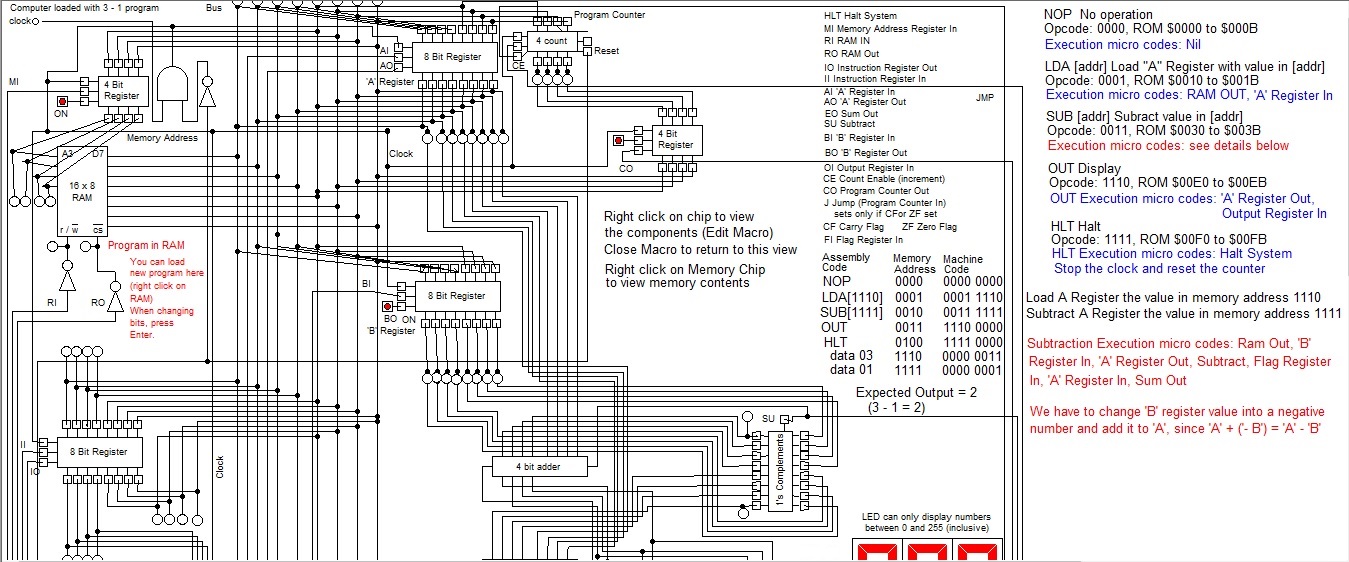 Computer loaded with 3 - 1 program
clock
Bus
Program Counter
4 count
Reset
CE
AI
AO
8 Bit Register
'A' Register
MI
4 Bit
Register
ON
Memory Address
Clock
4 Bit
Register
CO
A3 D7
16 x 8
RAM
r / w cs
Program in RAM
You can load
new program here
(right click on
RAM)
When changing
bits, press
Enter.
RI
RO
BI
8 Bit Register
BO ON
'B' Register
Right click on chip to view
the components (Edit Macro)
Close Macro to return to this view
Right click on Memory Chip
to view memory contents
II
8 Bit Register
IO
Clock
4 bit adder
SU
1's Complements
HLT Halt System
MI Memory Address Register In
RI RAM IN
RO RAM Out
IO Instruction Register Out
II Instruction Register In
AI 'A' Register In
AO 'A' Register Out
EO Sum Out
SU Subtract
BI 'B' Register In
BO 'B' Register Out
OI Output Register In
CE Count Enable (increment)
CO Program Counter Out
J Jump (Program Counter In)
sets only if CFor ZF set
CF Carry Flag ZF Zero Flag
FI Flag Register In
JMP
Assembly Code Memory Address Machine Code
NOP 0000 0000 0000
LDA[1110] 0001 0001 1110
SUB[1111] 0010 0011 1111
OUT 0011 1110 0000
HLT 0100 1111 0000
data 03 1110 0000 0011
data 01 1111 0000 0001
Expected Output = 2
(3 - 1 = 2)
LED can only display numbers
between 0 and 255 (inclusive)
NOP No operation
Opcode: 0000, ROM $0000 to $000B
Execution micro codes: Nil
LDA [addr] Load "A" Register with value in [addr]
Opcode: 0001, ROM $0010 to $001B
Execution micro codes: RAM OUT, 'A' Register In
SUB [addr] Subract value in [addr]
Opcode: 0011, ROM $0030 to $003B
Execution micro codes: see details below
OUT Display
Opcode: 1110, ROM $00E0 to $00EB
OUT Execution micro codes: 'A' Register Out,
Output Register In
HLT Halt
Opcode: 1111, ROM $00F0 to $00FB
HLT Execution micro codes: Halt System
Stop the clock and reset the counter
Load A Register the value in memory address 1110
Subtract A Register the value in memory address 1111
Subtraction Execution micro codes: Ram Out, 'B'
Register In, 'A' Register Out, Subtract, Flag Register
In, 'A' Register In, Sum Out
We have to change 'B' register value into a negative
number and add it to 'A', since 'A' + ('- B') = 'A' - 'B'